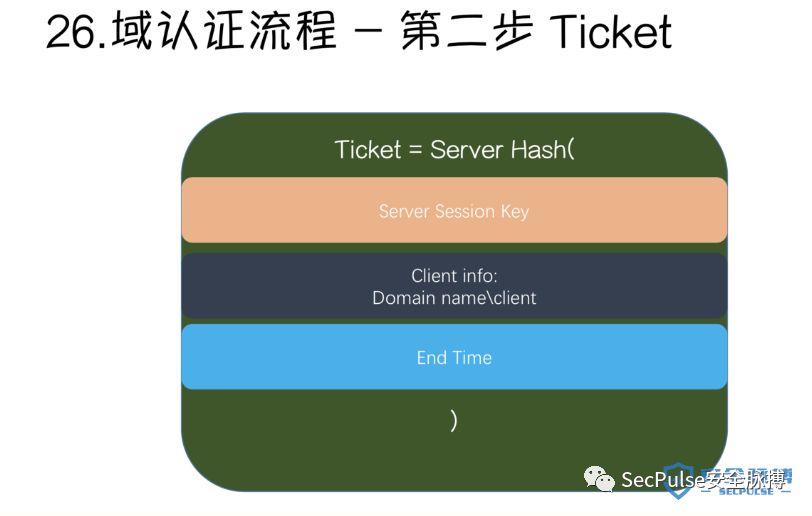 26.域认证流程 – 第二步 Ticket
Ticket = Server Hash(
Server Session Key
Client info:
Domain name\client
End Time
)
SecPulse安全脉搏
SECPULSE